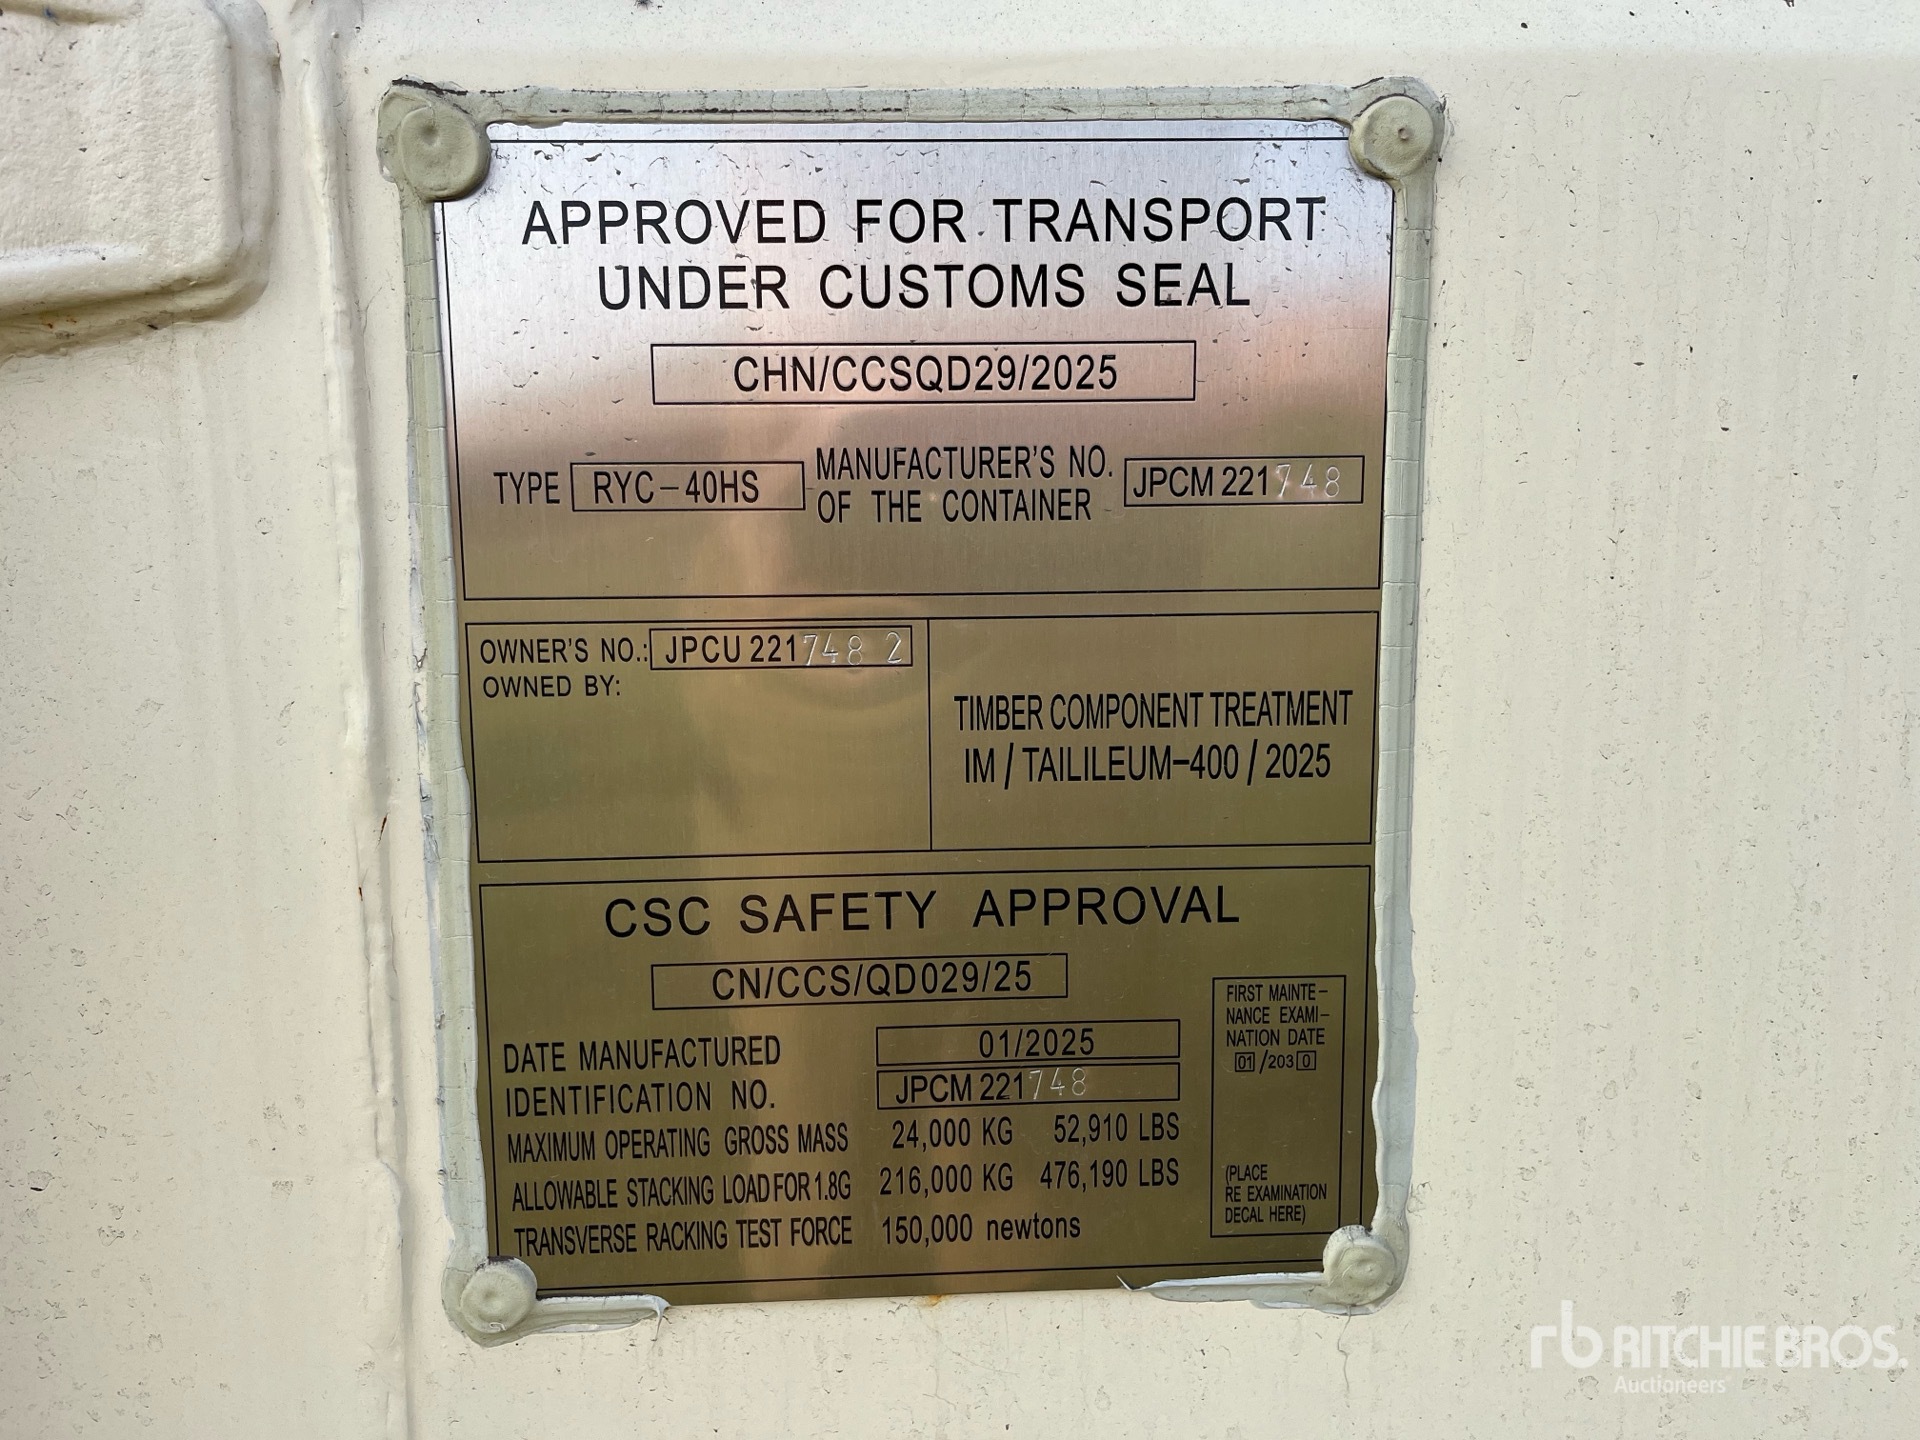 APPROVED FOR TRANSPORT
UNDER CUSTOMS SEAL
CHN/CCSQD29/2025
TYPE RYC-40HS MANUFACTURER'S NO. OF THE CONTAINER JPCM 221748
OWNER'S NO.: JPCU 221748 2
OWNED BY:
TIMBER COMPONENT TREATMENT
IM / TAILILEUM-400 / 2025
CSC SAFETY APPROVAL
CN/CCS/QD029/25
DATE MANUFACTURED 01/2025
IDENTIFICATION NO. JPCM 221748
MAXIMUM OPERATING GROSS MASS 24,000 KG 52,910 LBS
ALLOWABLE STACKING LOAD FOR 1.8G 216,000 KG 476,190 LBS
TRANSVERSE RACKING TEST FORCE 150,000 newtons
FIRST MAINTE-
NANCE EXAMI-
NATION DATE
01/2030
(PLACE
RE EXAMINATION
DECAL HERE)
rb RITCHIE BROS.
Auctioneers